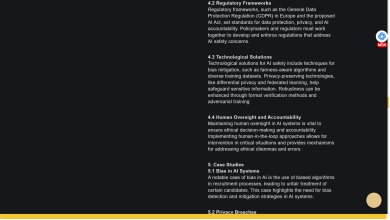 4.2 Regulatory Frameworks
Regulatory frameworks, such as the General Data
Protection Regulation (GDPR) in Europe and the proposed
AI Act, set standards for data protection, privacy, and AI
accountability. Policymakers and regulators must work
together to develop and enforce regulations that address
AI safety concerns.
4.3 Technological Solutions
Technological solutions for AI safety include techniques for
bias mitigation, such as fairness-aware algorithms and
diverse training datasets. Privacy-preserving technologies,
like differential privacy and federated learning, help
safeguard sensitive information. Robustness can be
enhanced through formal verification methods and
adversarial training.
4.4 Human Oversight and Accountability
Maintaining human oversight in AI systems is vital to
ensure ethical decision-making and accountability.
Implementing human-in-the-loop approaches allows for
intervention in critical situations and provides mechanisms
for addressing ethical dilemmas and errors.
5. Case Studies
5.1 Bias in AI Systems
A notable case of bias in AI is the use of biased algorithms
in recruitment processes, leading to unfair treatment of
certain candidates. This case highlights the need for bias
detection and mitigation strategies in AI systems.
5.2 Privacy Breaches
NEW